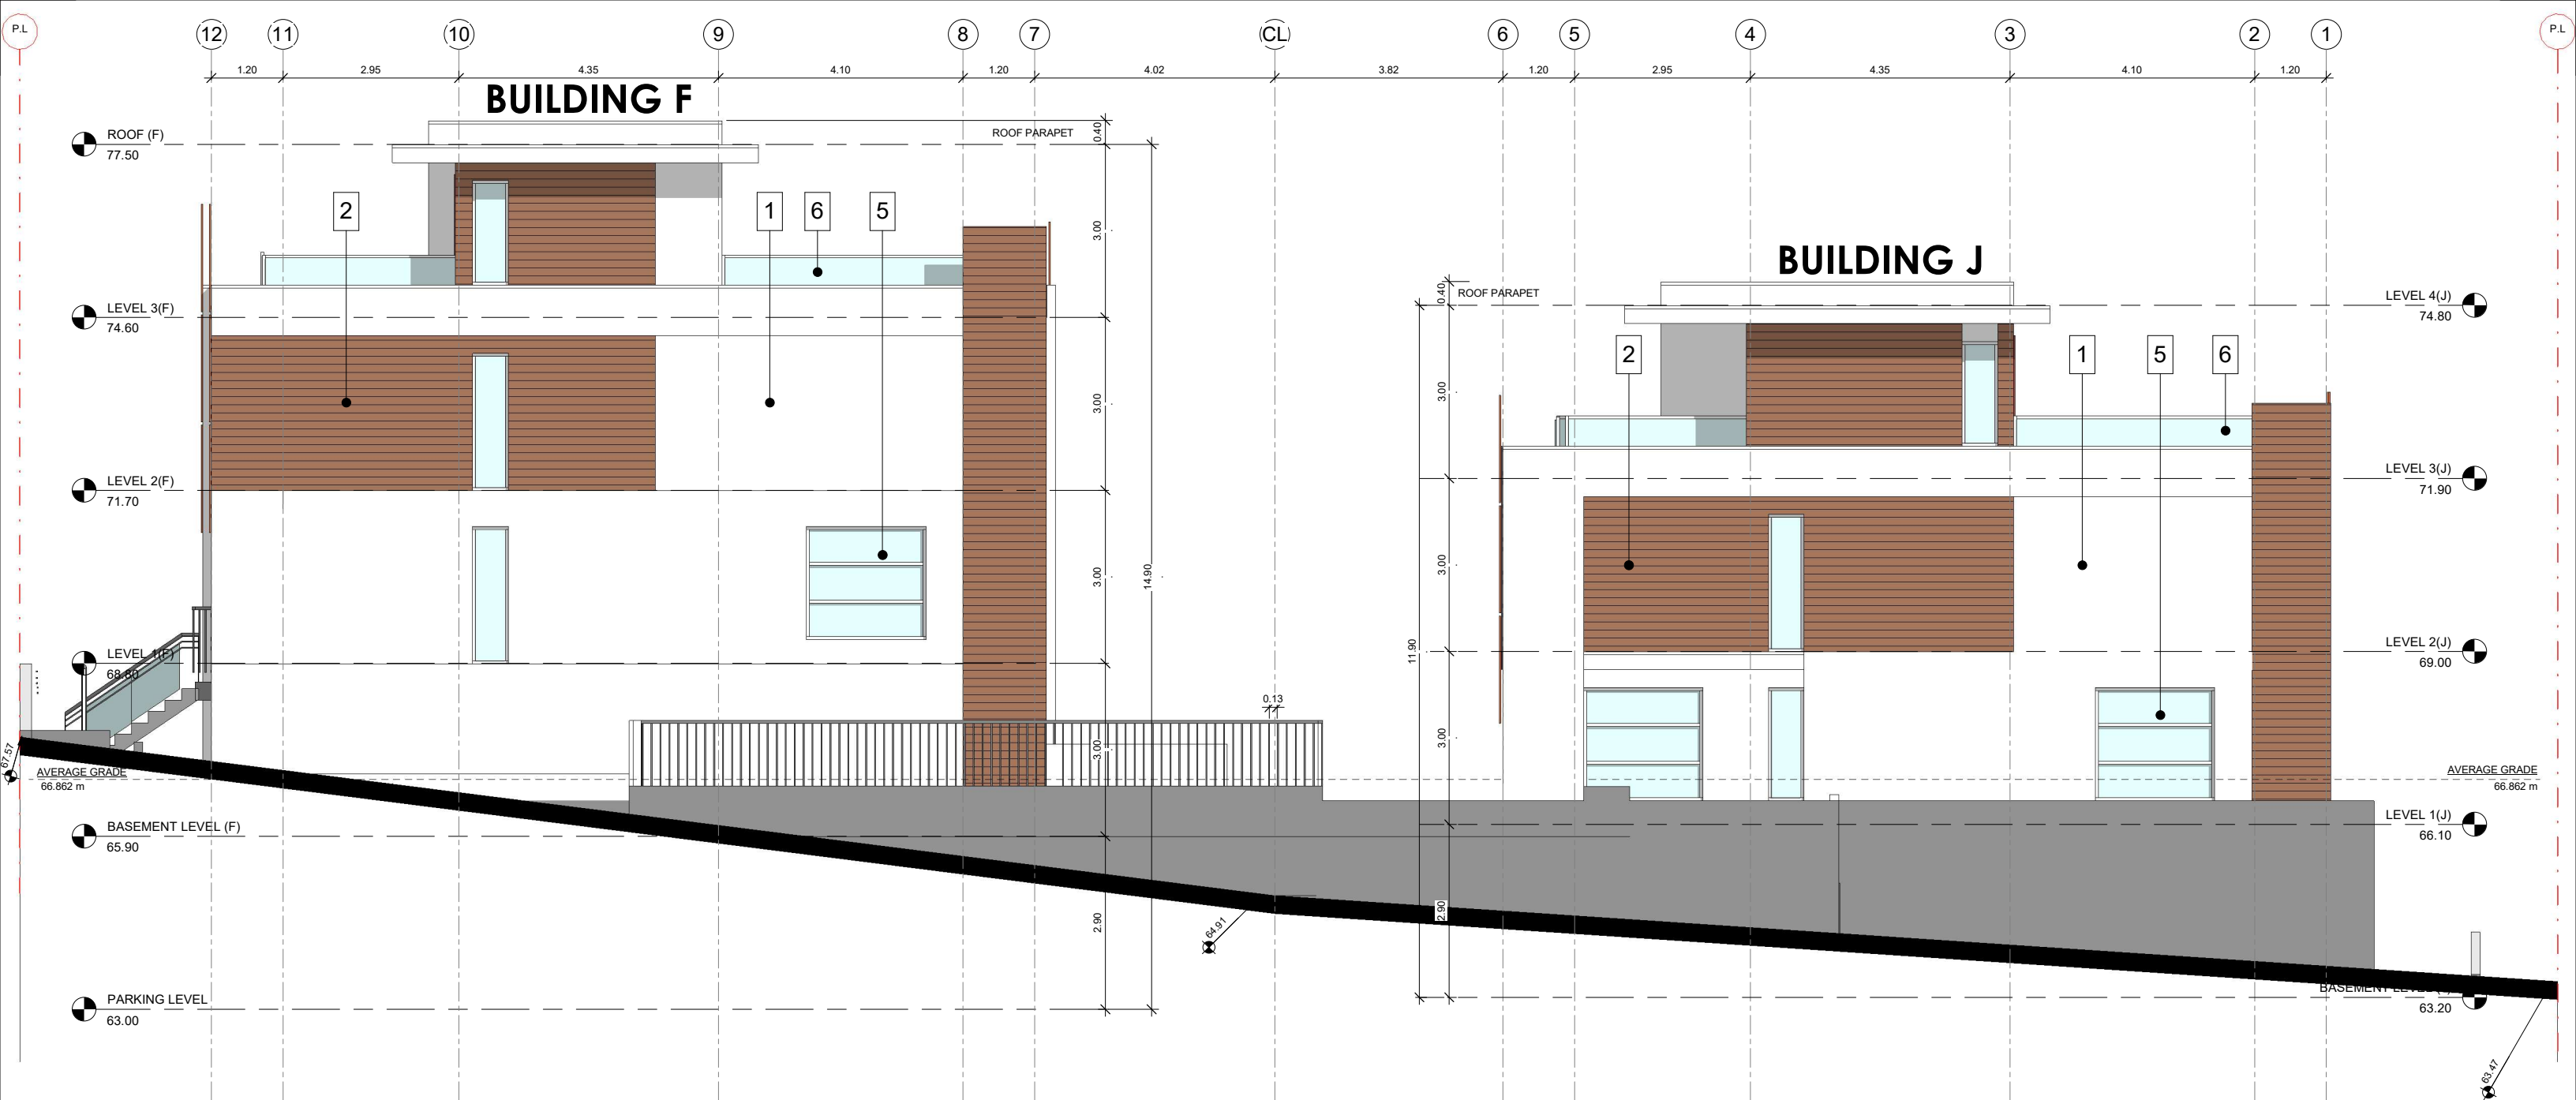 P.L 12 11 10 9 8 7 CL 6 5 4 3 2 1 P.L
1.20 2.95 4.35 4.10 1.20 4.02 3.82 1.20 2.95 4.35 4.10 1.20
BUILDING F
ROOF (F)
77.50
ROOF PARAPET
0.40
2 1 6 5
3.00
LEVEL 3(F)
74.60
3.00
LEVEL 2(F)
71.70
3.00
14.90
LEVEL 1(F)
68.80
3.00
67.57
AVERAGE GRADE
66.862 m
BASEMENT LEVEL (F)
65.90
2.90
PARKING LEVEL
63.00
0.13
64.91
BUILDING J
0.40
ROOF PARAPET
LEVEL 4(J)
74.80
2 1 5 6
3.00
LEVEL 3(J)
71.90
3.00
11.90
LEVEL 2(J)
69.00
3.00
AVERAGE GRADE
66.862 m
LEVEL 1(J)
66.10
2.90
BASEMENT LEVEL
63.20
63.47